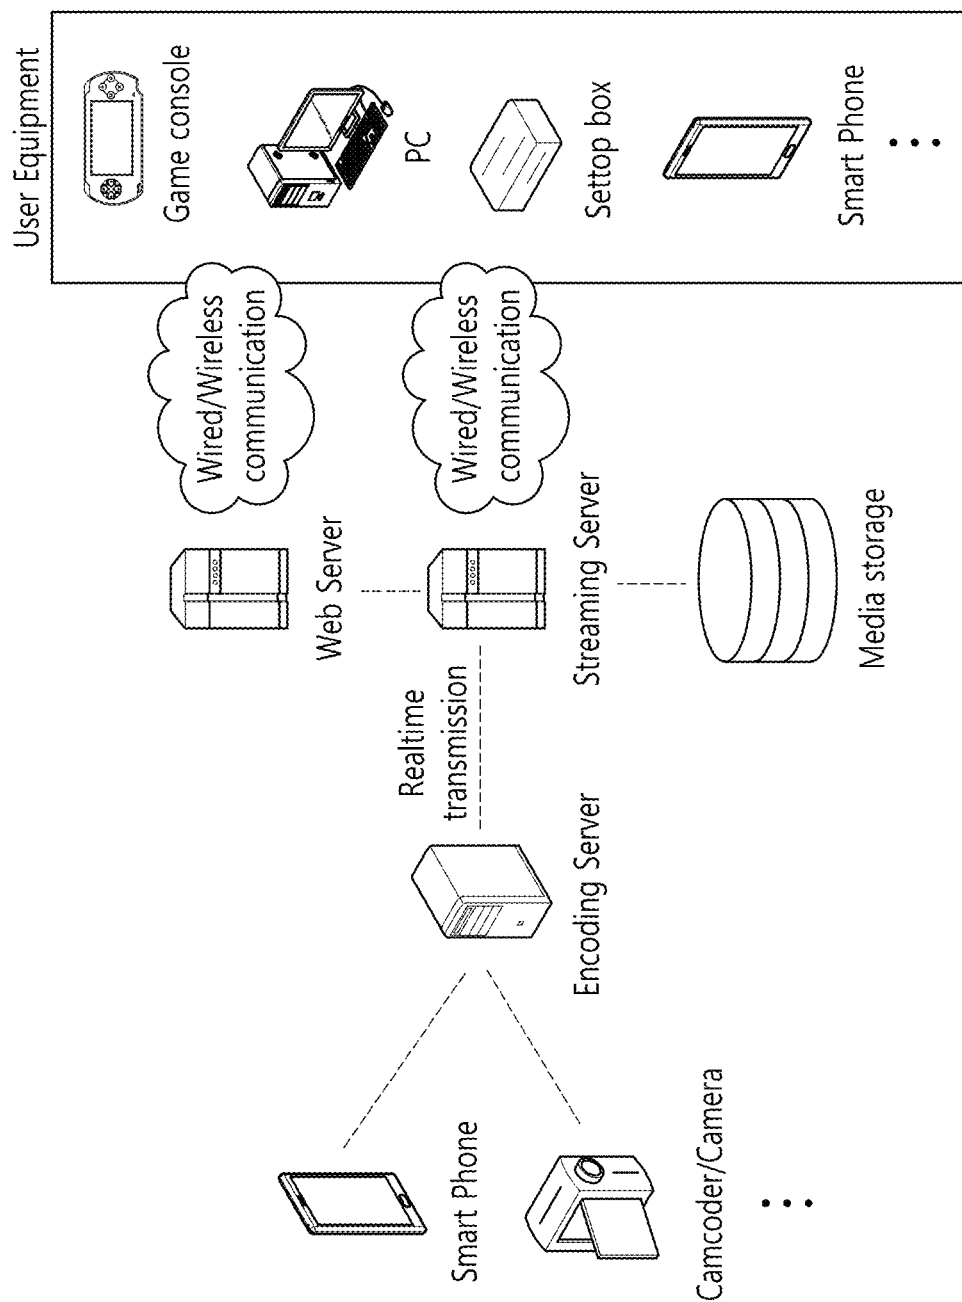 User Equipment
Game console
PC
Settop box
Smart Phone
Wired/Wireless
communication
Wired/Wireless
communication
Web Server
Streaming Server
Media storage
Realtime
transmission
Encoding Server
Smart Phone
Camcoder/Camera